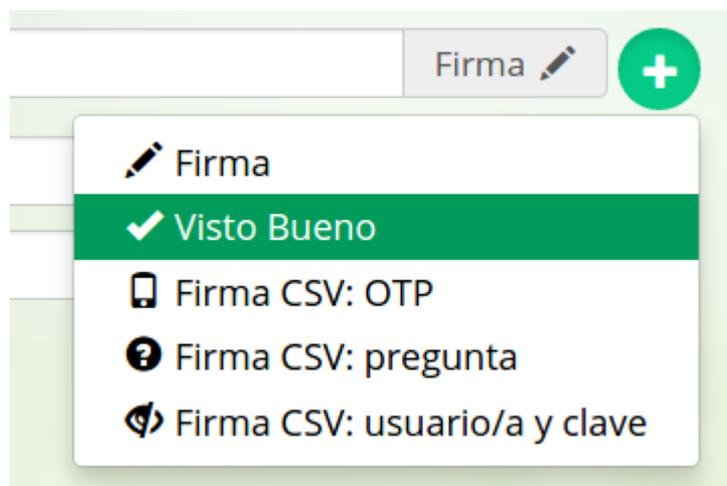 Firma
Firma
Visto Bueno
Firma CSV: OTP
Firma CSV: pregunta
Firma CSV: usuario/a y clave